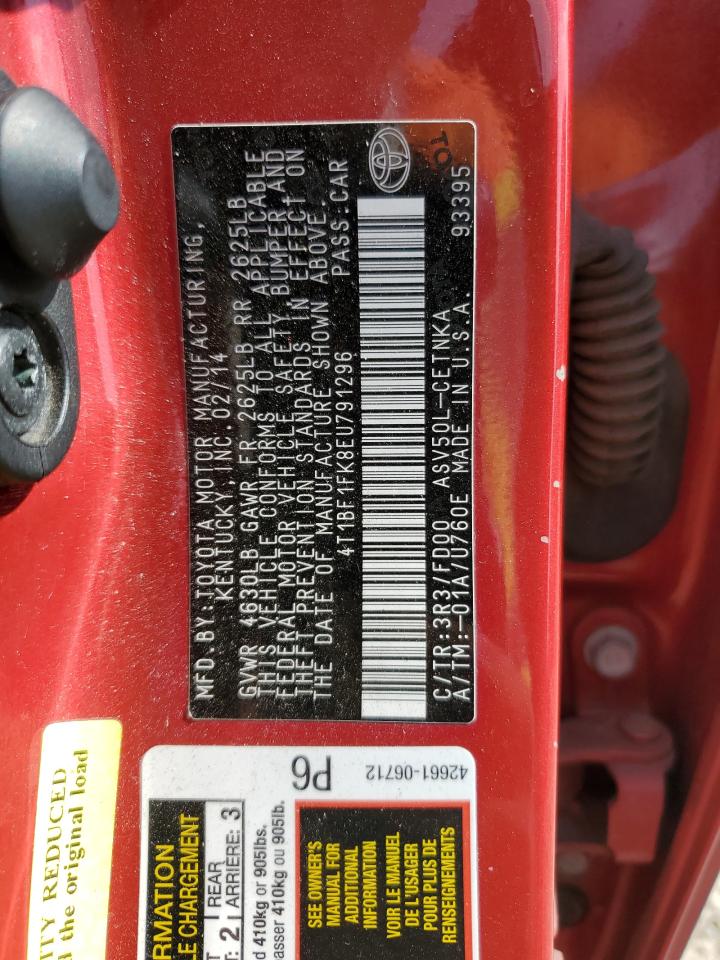 MFD.BY:TOYOTA MOTOR MANUFACTURING,
KENTUCKY,INC. 02/14
GVWR 4630LB GAWR FR 2625LB RR 2625LB
THIS VEHICLE CONFORMS TO ALL APPLICABLE
FEDERAL MOTOR VEHICLE SAFETY, BUMPER AND
THEFT PREVENTION STANDARDS IN EFFECT ON
THE DATE OF MANUFACTURE SHOWN ABOVE.
4T1BF1FK8EU791296 PASS.CAR
C/TR:3R3/FD00 ASV50L-CETNKA 93395
A/TM:-01A/U760E MADE IN U.S.A.
TO
ITY REDUCED
the original load
RMATION
LE CHARGEMENT
2
REAR
ARRIÈRE: 3
410kg or 905lbs.
asser 410kg ou 905lb.
SEE OWNER'S
MANUAL FOR
ADDITIONAL
INFORMATION
VOIR LE MANUEL
DE L'USAGER
POUR PLUS DE
RENSEIGNEMENTS
P6
42661-06712